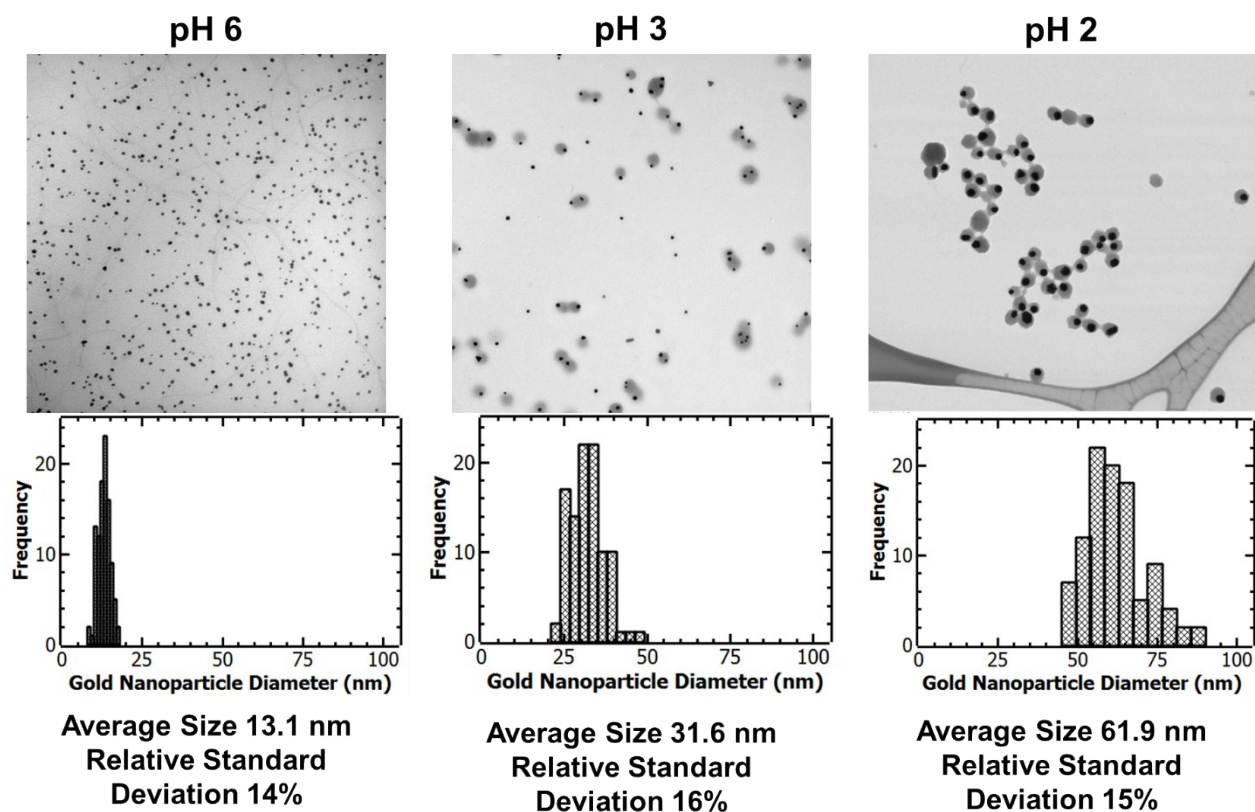 pH 6
pH 3
pH 2
Frequency
20
10
0
0 25 50 75 100
Gold Nanoparticle Diameter (nm)
Frequency
20
10
0
0 25 50 75 100
Gold Nanoparticle Diameter (nm)
Frequency
20
10
0
0 25 50 75 100
Gold Nanoparticle Diameter (nm)
Average Size 13.1 nm
Relative Standard
Deviation 14%
Average Size 31.6 nm
Relative Standard
Deviation 16%
Average Size 61.9 nm
Relative Standard
Deviation 15%